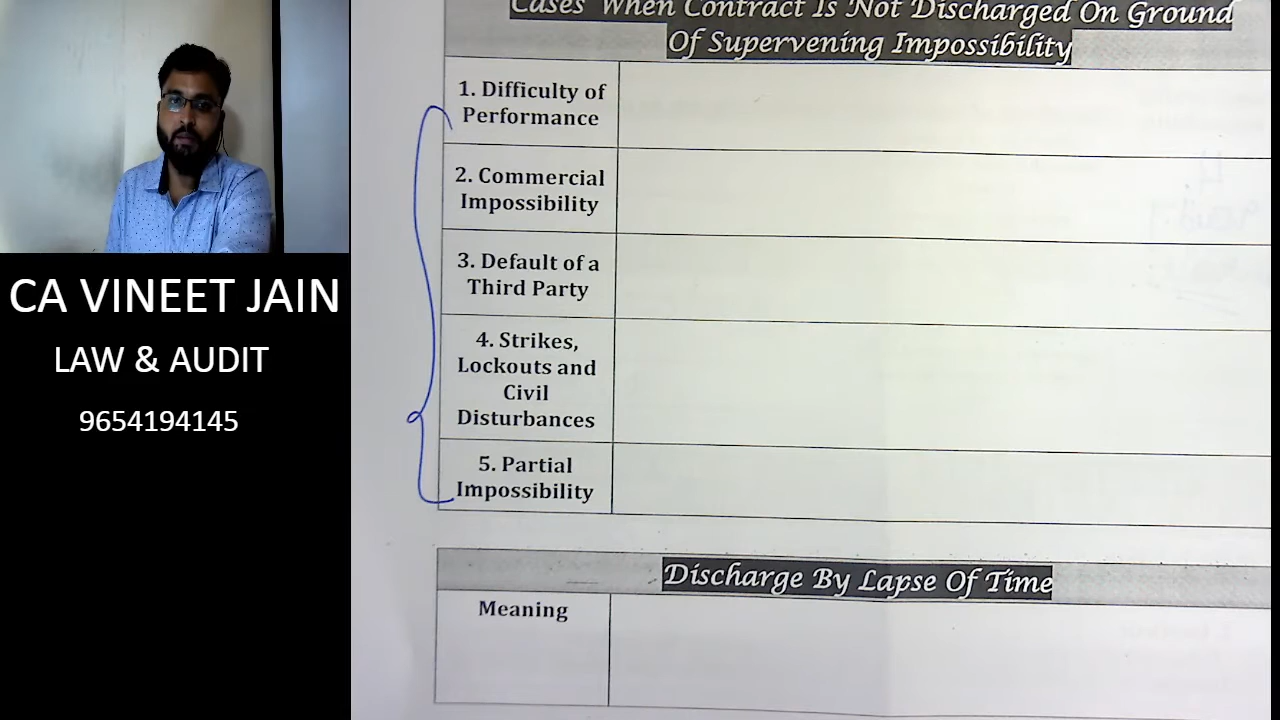 CA VINEET JAIN
LAW & AUDIT
9654194145
Cases When Contract Is Not Discharged On Ground
Of Supervening Impossibility
1. Difficulty of
Performance
2. Commercial
Impossibility
3. Default of a
Third Party
4. Strikes,
Lockouts and
Civil
Disturbances
5. Partial
Impossibility
Discharge By Lapse Of Time
Meaning